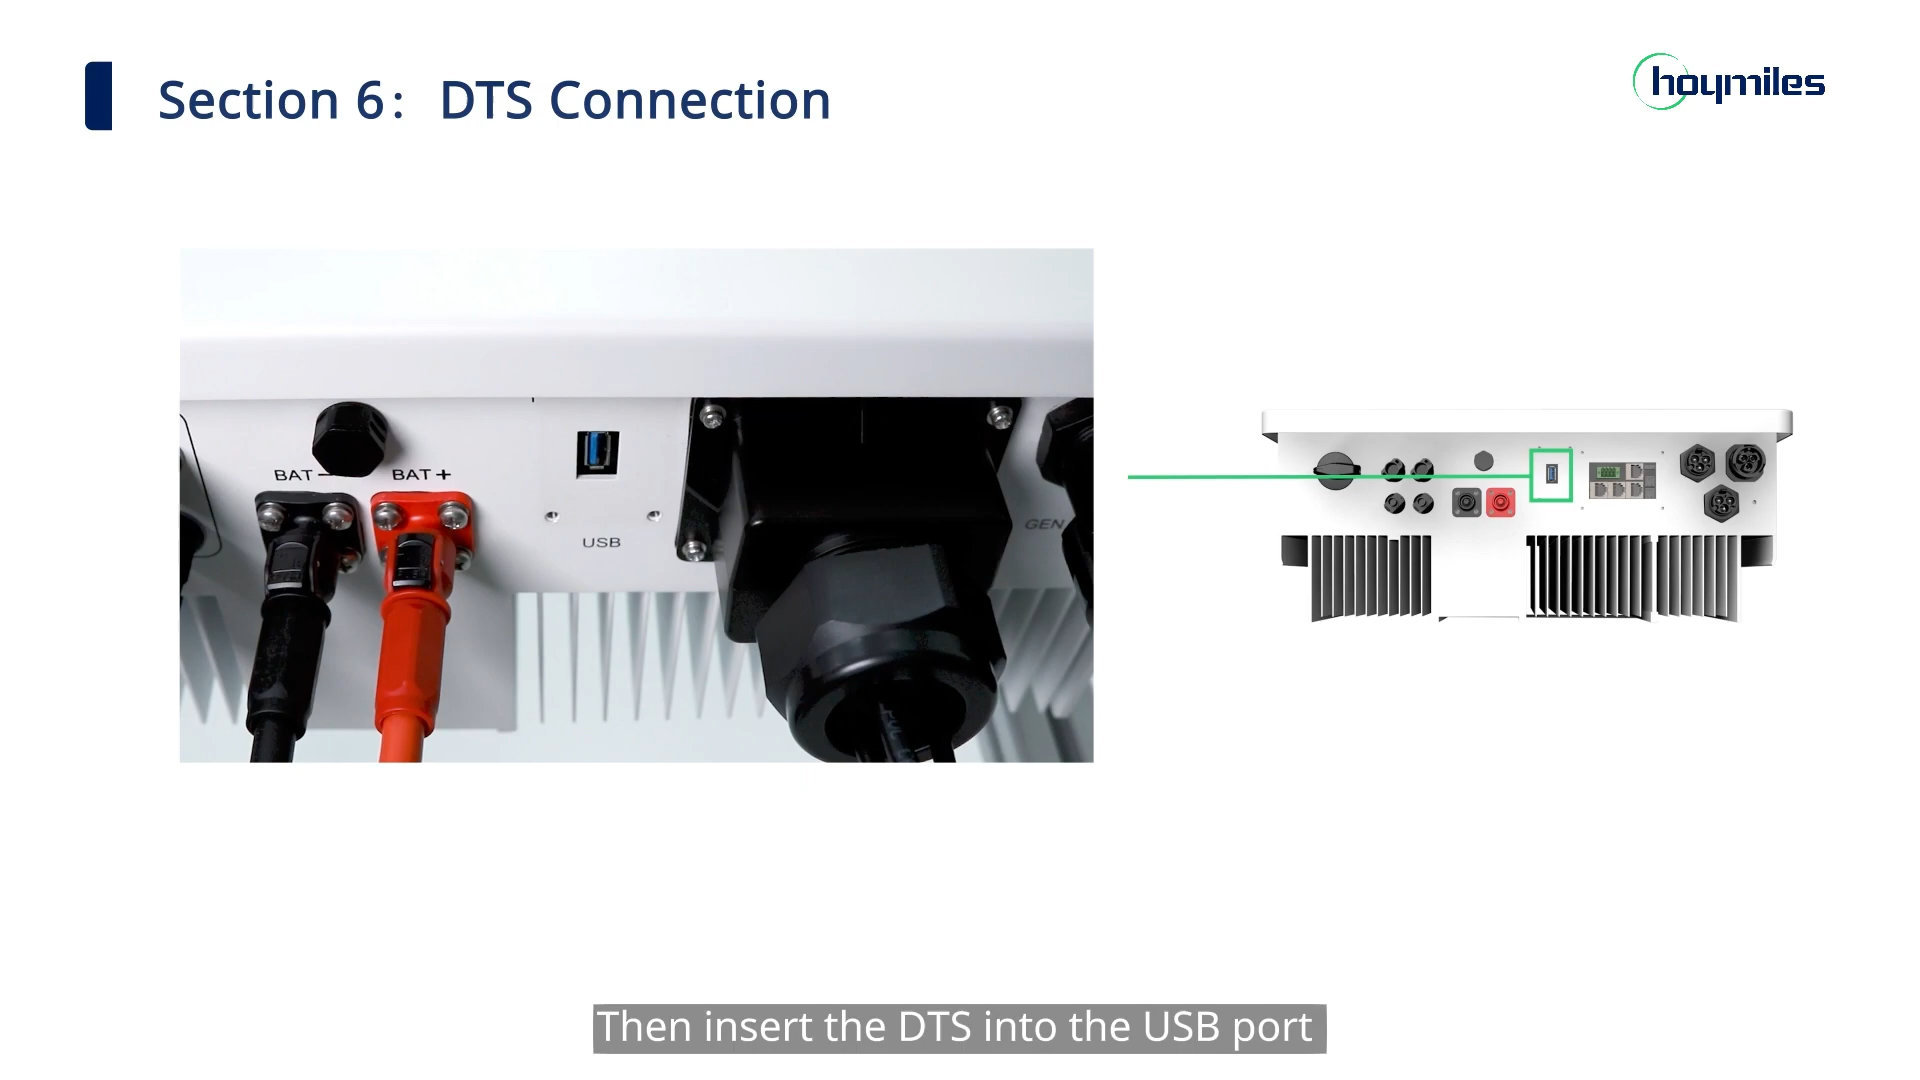 Section 6: DTS Connection
hoymiles
BAT−
BAT+
USB
GEN
Then insert the DTS into the USB port